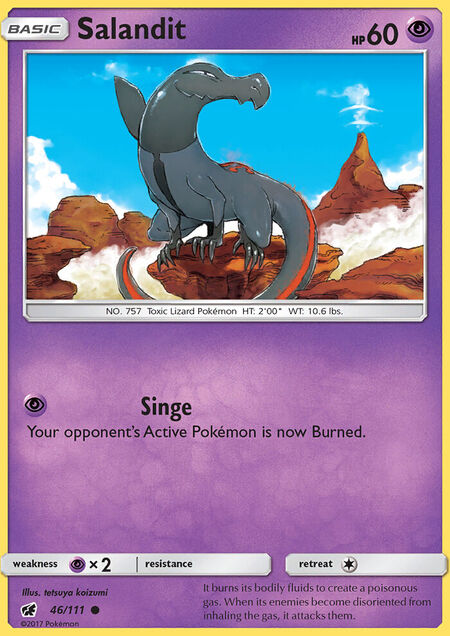 BASIC Salandit HP 60
NO. 757 Toxic Lizard Pokémon HT: 2'00" WT: 10.6 lbs.
Singe
Your opponent's Active Pokémon is now Burned.
weakness ×2 resistance retreat
Illus. tetsuya koizumi
46/111
©2017 Pokémon
It burns its bodily fluids to create a poisonous
gas. When its enemies become disoriented from
inhaling the gas, it attacks them.